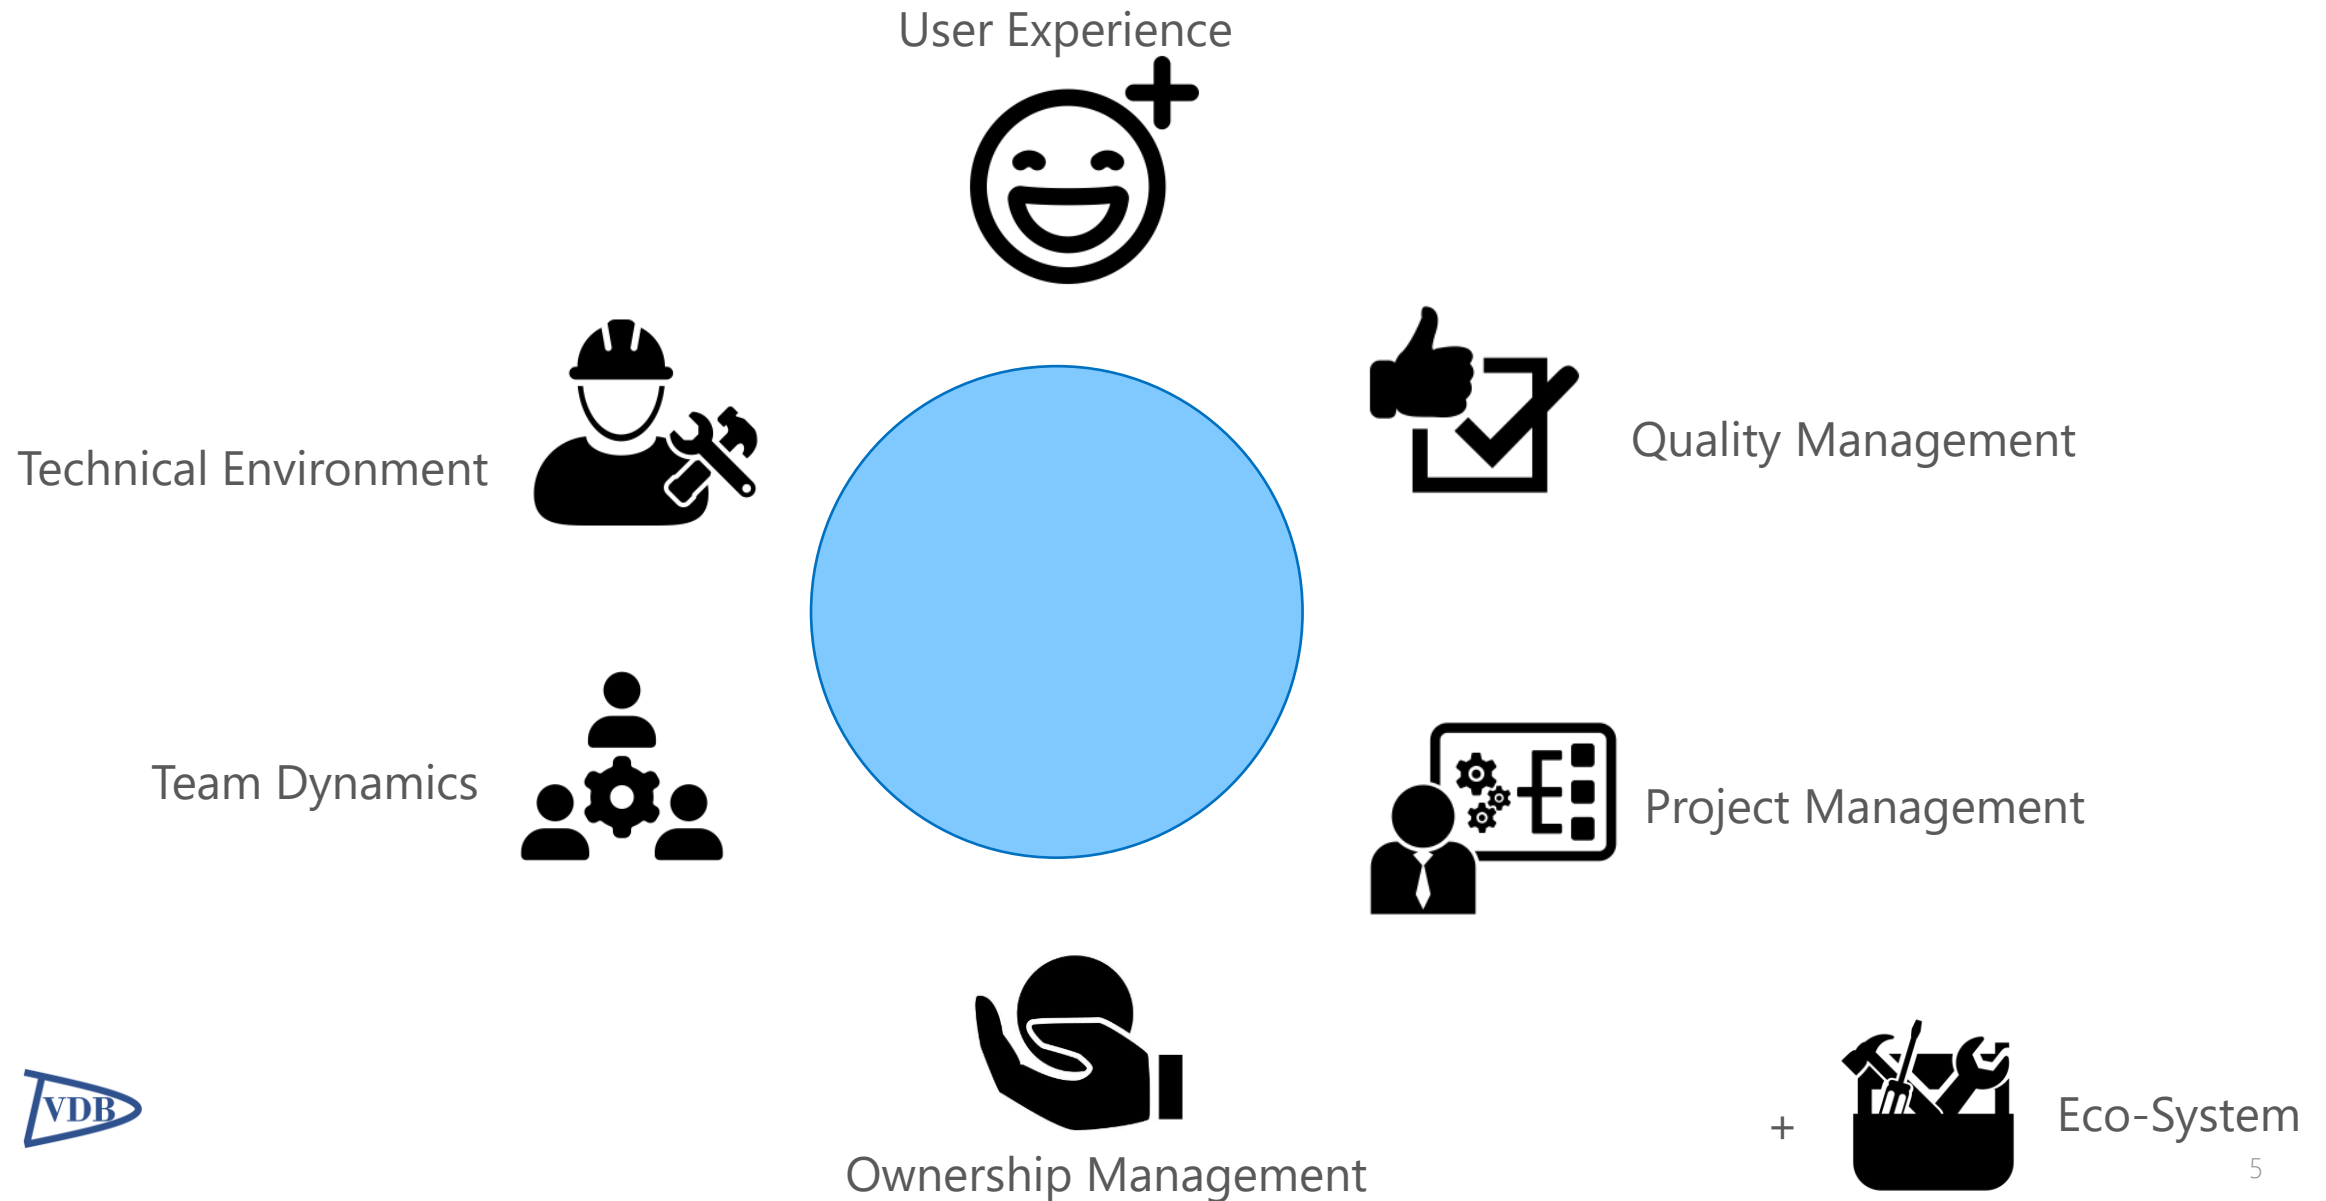 User Experience
Technical Environment
Quality Management
Team Dynamics
Project Management
Ownership Management
VDB
+
Eco-System
5